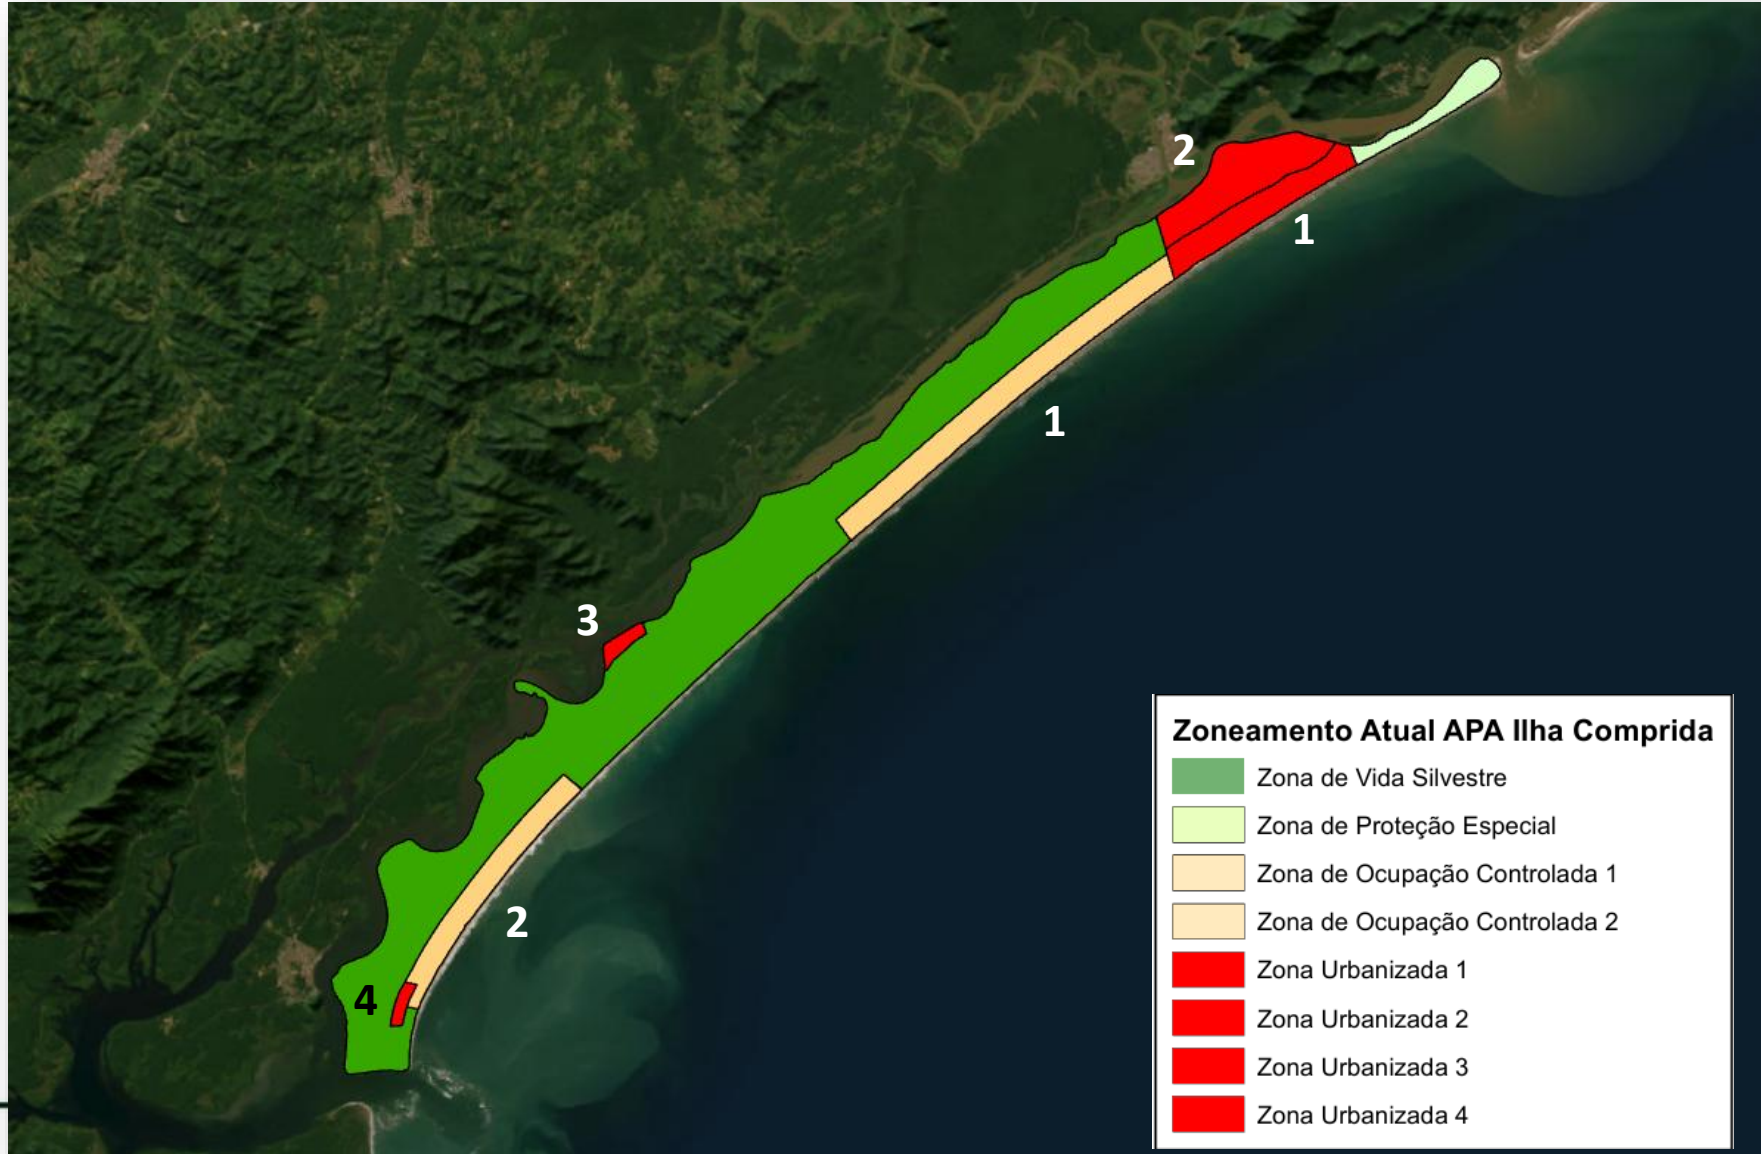 2
1
1
3
2
4
Zoneamento Atual APA Ilha Comprida
Zona de Vida Silvestre
Zona de Proteção Especial
Zona de Ocupação Controlada 1
Zona de Ocupação Controlada 2
Zona Urbanizada 1
Zona Urbanizada 2
Zona Urbanizada 3
Zona Urbanizada 4